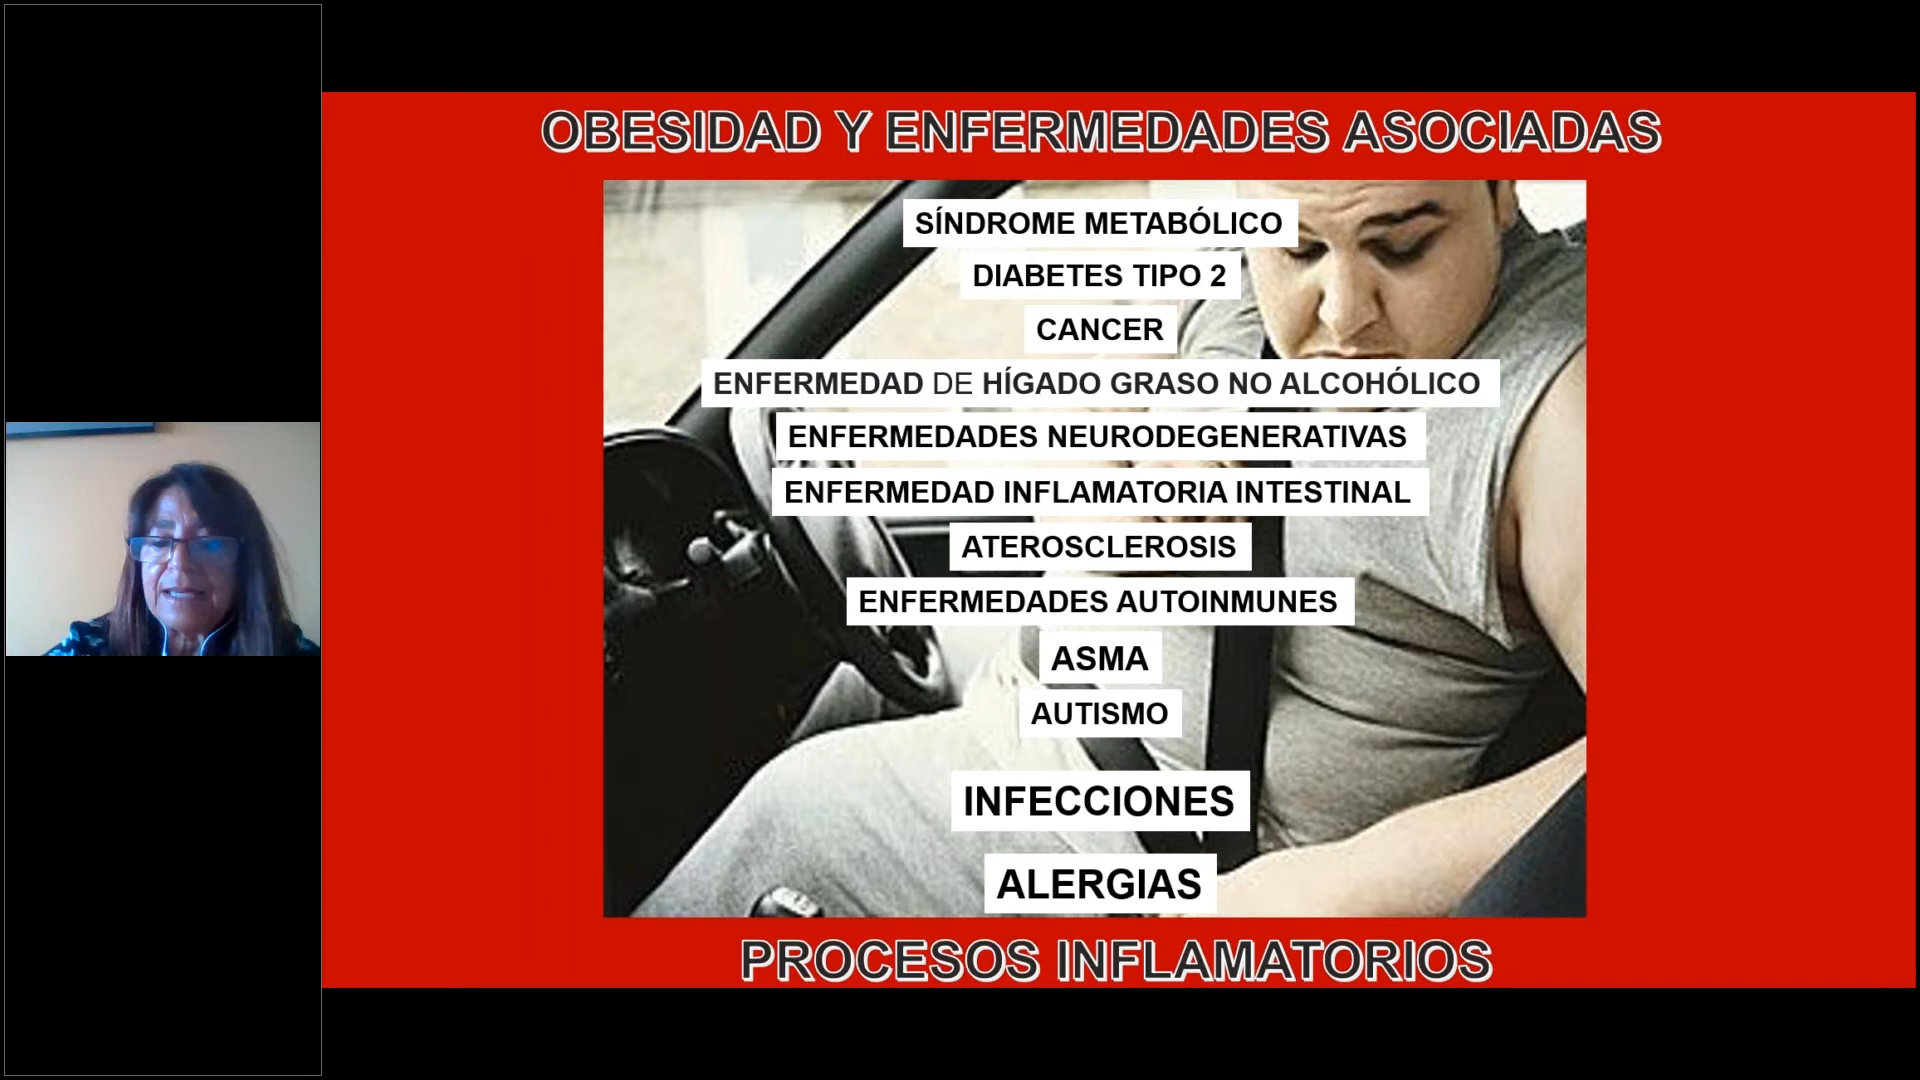 OBESIDAD Y ENFERMEDADES ASOCIADAS
SÍNDROME METABÓLICO
DIABETES TIPO 2
CANCER
ENFERMEDAD DE HÍGADO GRASO NO ALCOHÓLICO
ENFERMEDADES NEURODEGENERATIVAS
ENFERMEDAD INFLAMATORIA INTESTINAL
ATEROSCLEROSIS
ENFERMEDADES AUTOINMUNES
ASMA
AUTISMO
INFECCIONES
ALERGIAS
PROCESOS INFLAMATORIOS